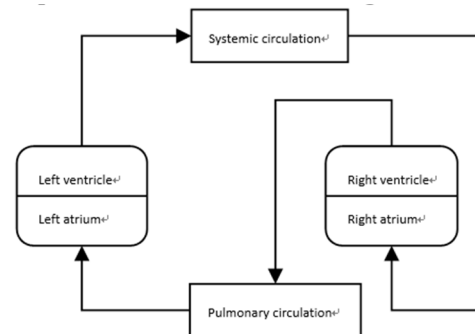 Systemic circulation
Left ventricle
Right ventricle
Left atrium
Right atrium
Pulmonary circulation